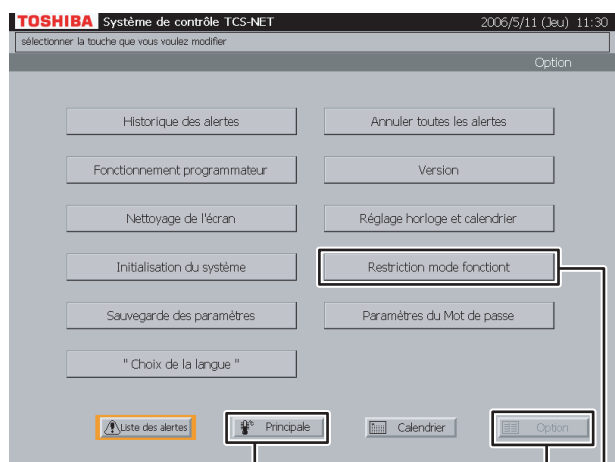 TOSHIBA Système de contrôle TCS-NET 2006/5/11 (Jeu) 11:30
sélectionner la touche que vous voulez modifier
Option
Historique des alertes Annuler toutes les alertes
Fonctionnement programmateur Version
Nettoyage de l'écran Réglage horloge et calendrier
Initialisation du système Restriction mode fonctiont
Sauvegarde des paramètres Paramètres du Mot de passe
" Choix de la langue "
Liste des alertes Principale Calendrier Option